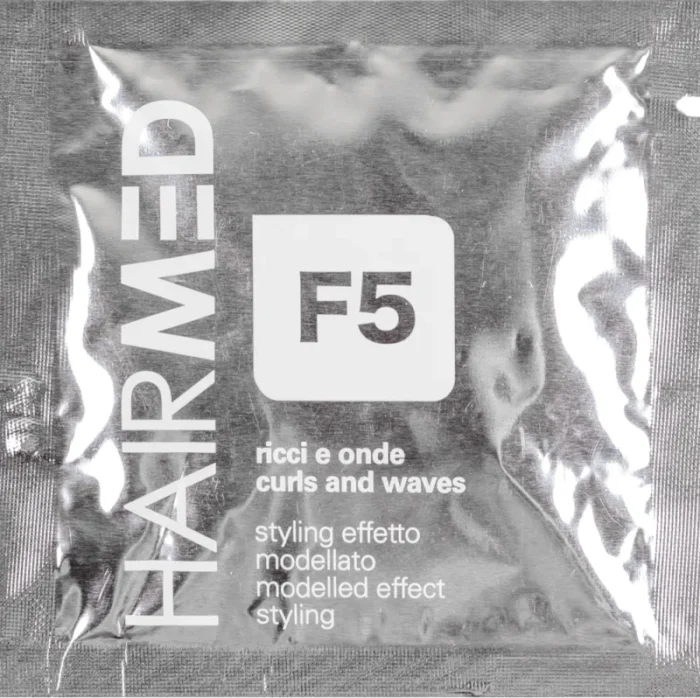 HAIRMED
F5
ricci e onde
curls and waves
styling effetto
modellato
modelled effect
styling